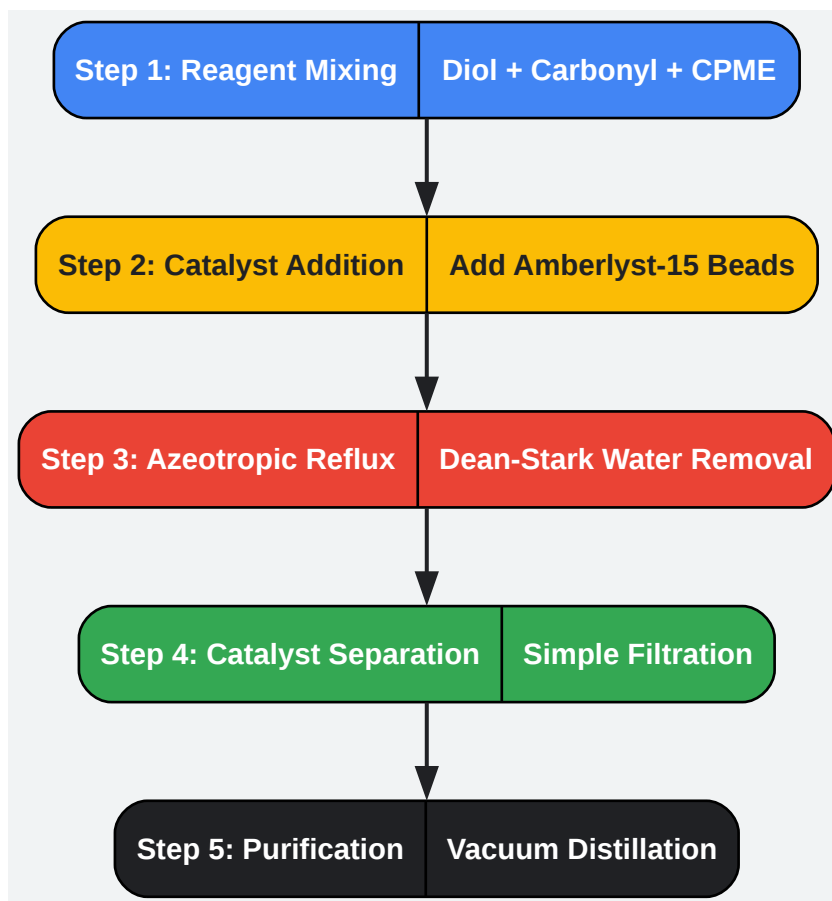 Step 1: Reagent Mixing Diol + Carbonyl + CPME
Step 2: Catalyst Addition Add Amberlyst-15 Beads
Step 3: Azeotropic Reflux Dean-Stark Water Removal
Step 4: Catalyst Separation Simple Filtration
Step 5: Purification Vacuum Distillation